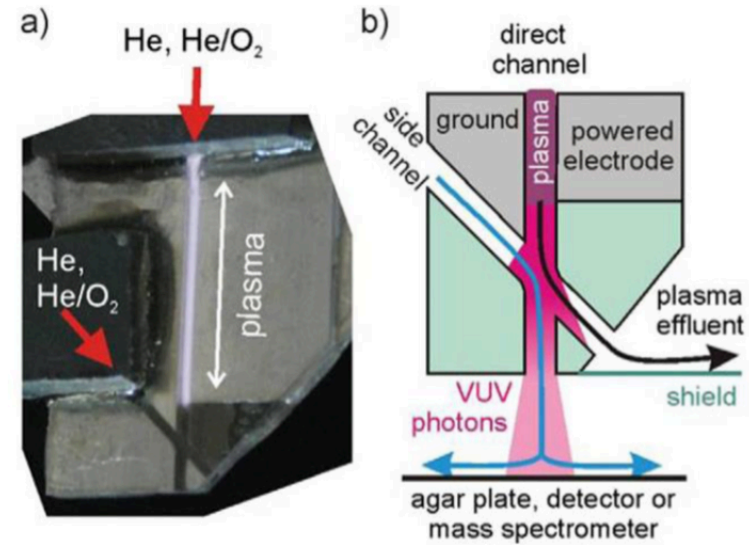 a)
He, He/O₂
He,
He/O₂
plasma
b)
direct
channel
side
channel
ground
plasma
powered
electrode
plasma
effluent
VUV
photons
shield
agar plate, detector or
mass spectrometer